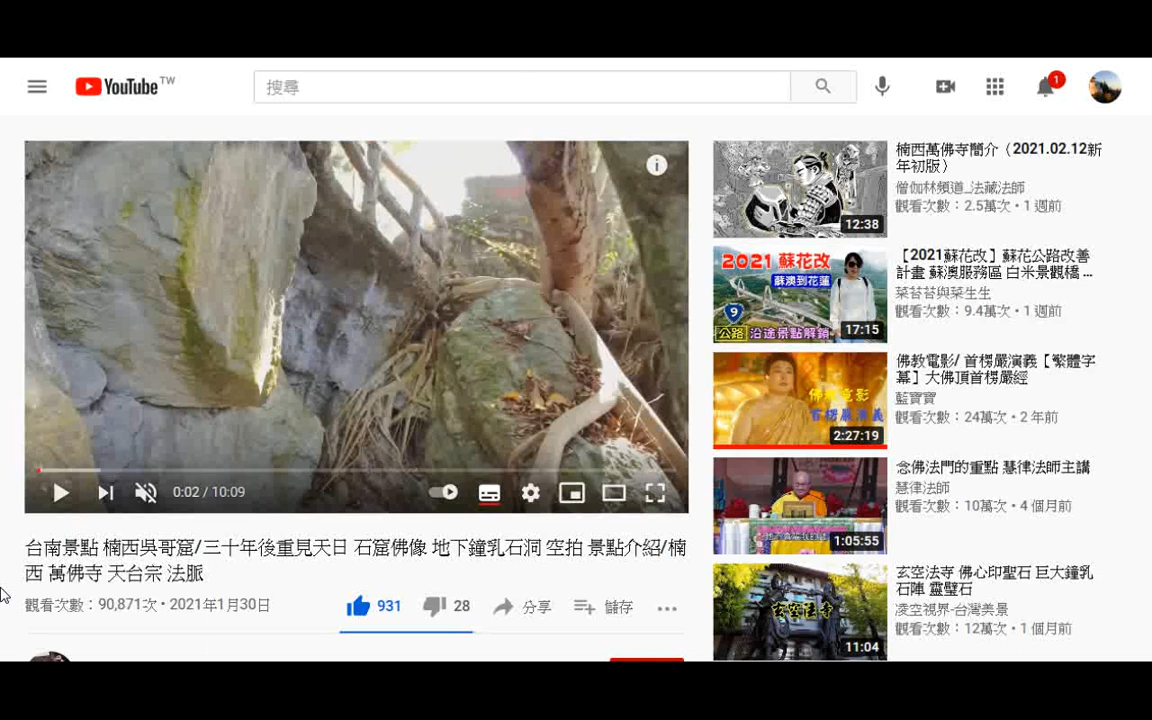 YouTube TW
搜尋
1
0:02 / 10:09
台南景點 楠西吳哥窟/三十年後重見天日 石窟佛像 地下鐘乳石洞 空拍 景點介紹/楠
西 萬佛寺 天台宗 法脈
觀看次數：90,871次 • 2021年1月30日
931
28
分享
儲存
12:38
楠西萬佛寺簡介（2021.02.12新
年初版）
僧伽林頻道_法藏法師
觀看次數：2.5萬次 • 1 週前
2021 蘇花改
蘇澳到花蓮
9
公路 沿途景點解鎖
17:15
【2021蘇花改】蘇花公路改善
計畫 蘇澳服務區 白米景觀橋 ...
菜苔苔與菜生生
觀看次數：9.4萬次 • 1 週前
佛教電影
首楞嚴演義
2:27:19
佛教電影/ 首楞嚴演義【繁體字
幕】大佛頂首楞嚴經
藍寶寶
觀看次數：24萬次 • 2 年前
1:05:55
念佛法門的重點 慧律法師主講
慧律法師
觀看次數：10萬次 • 4 個月前
玄空法寺
11:04
玄空法寺 佛心印聖石 巨大鐘乳
石陣 靈璧石
凌空視界-台灣美景
觀看次數：12萬次 • 1 個月前